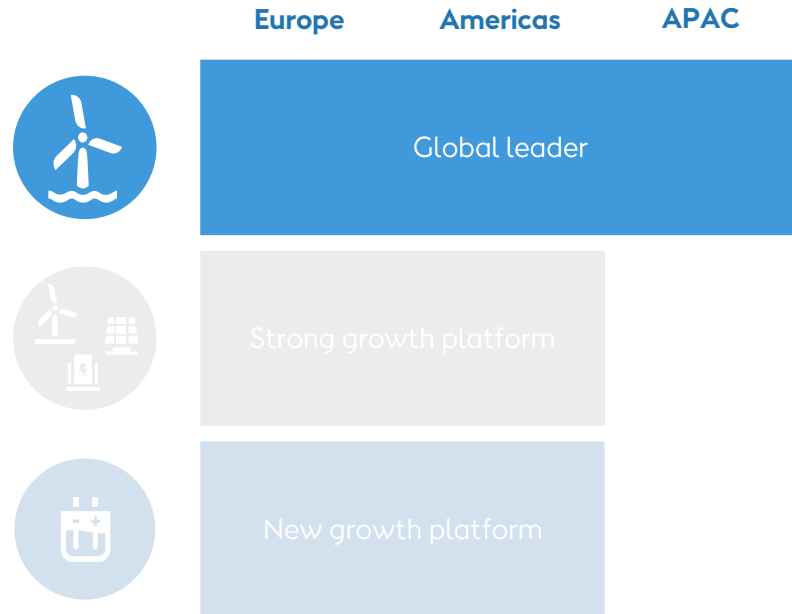 Europe Americas APAC
Global leader
Strong growth platform
New growth platform